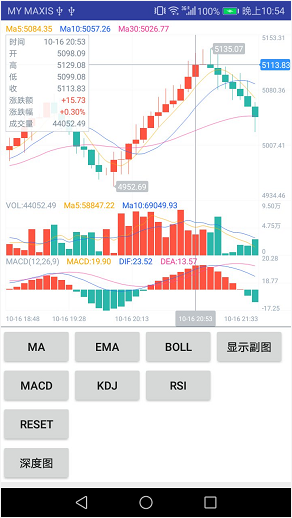 MY MAXIS 100% 晚上10:54
Ma5:5084.35 Ma10:5057.26 Ma30:5026.77
5153.31
5135.07
时间 10-16 20:53
开 5098.09
高 5129.08
低 5099.08
收 5113.83
涨跌额 +15.73
涨跌幅 +0.30%
成交量 44052.49
5113.83
5080.36
5007.41
4952.69
4934.46
VOL:44052.49 Ma5:58847.22 Ma10:69049.93
9.50万
4.75万
MACD(12,26,9) MACD:19.90 DIF:23.52 DEA:13.57
20.28
18.77
-17.25
10-16 18:48 10-16 19:28 10-16 20:13 10-16 20:53 10-16 21:33
MA EMA BOLL 显示副图
MACD KDJ RSI
RESET
深度图